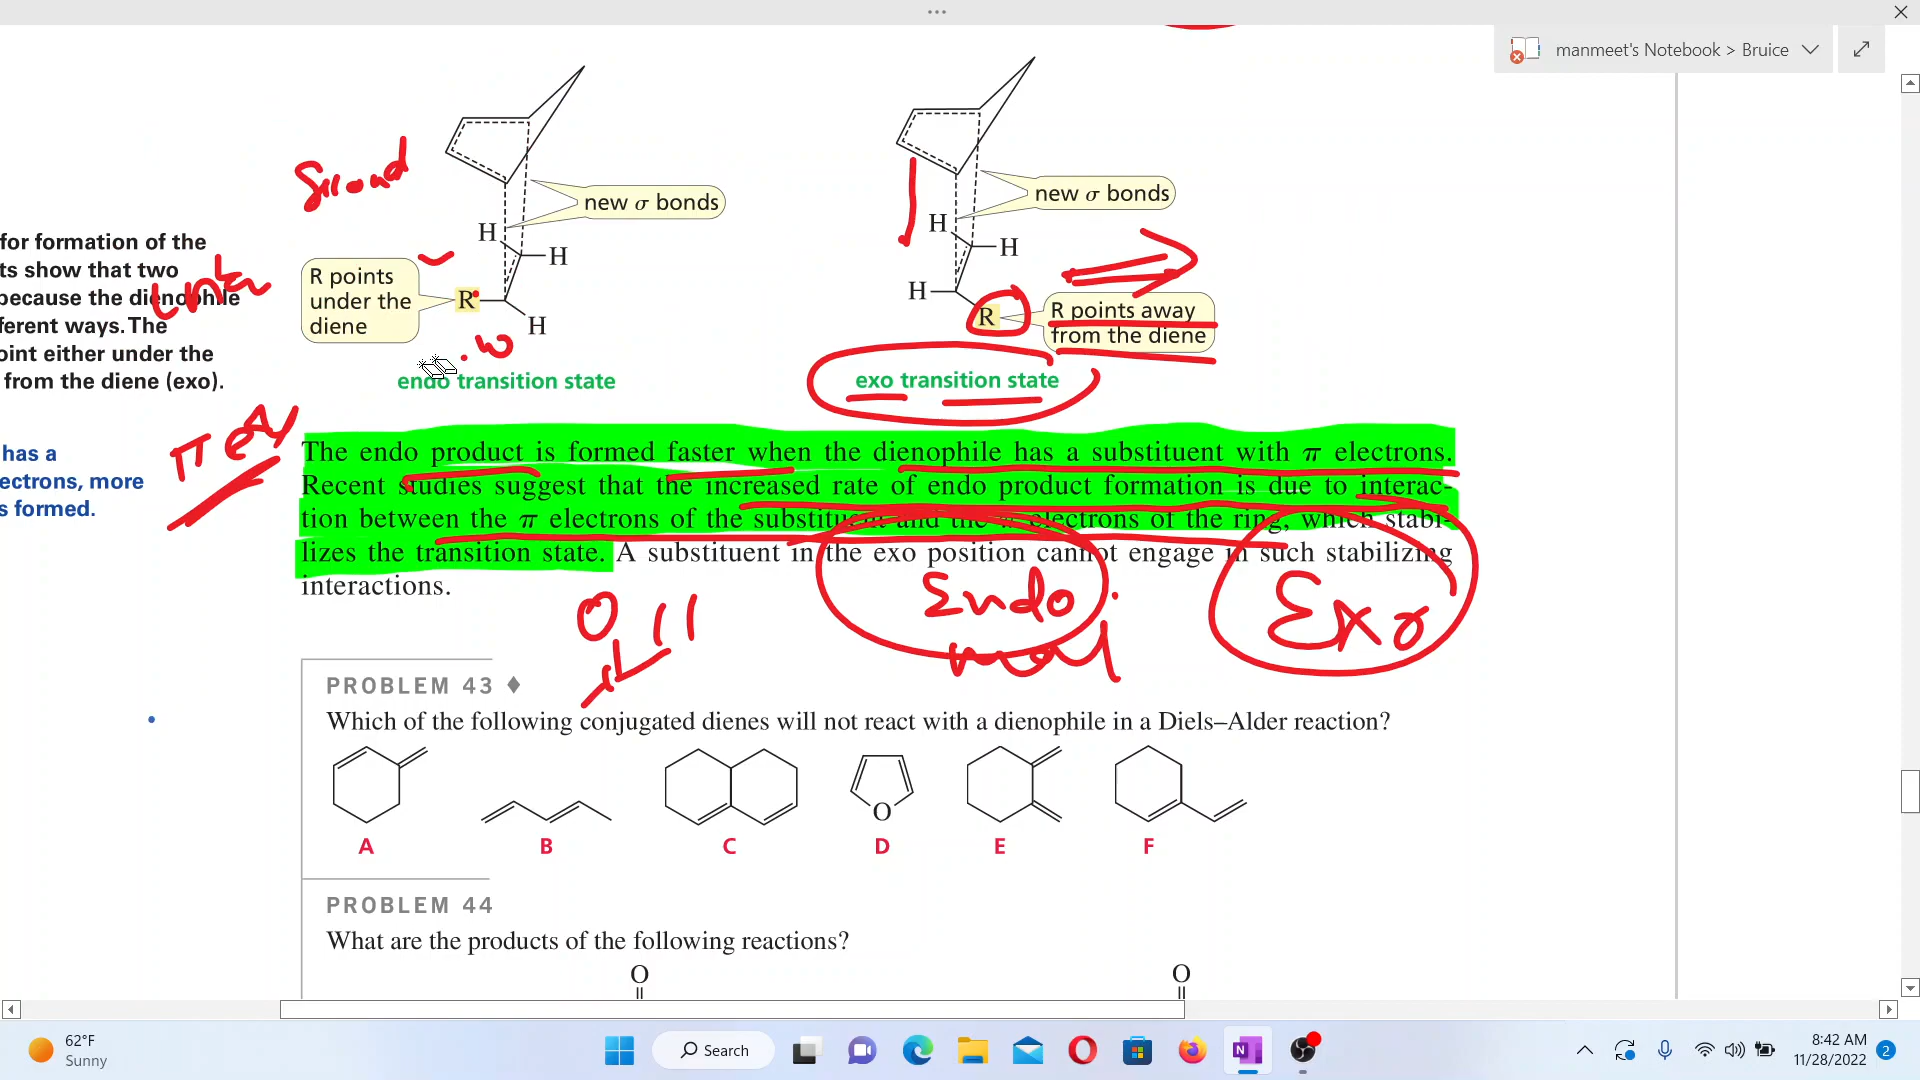 manmeet's Notebook > Bruice
new σ bonds
H
H
R points
under the
diene
R
H
endo transition state
new σ bonds
H
H
H
R
R points away
from the diene
exo transition state
for formation of the
ts show that two
because the dienophile
ferent ways. The
oint either under the
from the diene (exo).
has a
ectrons, more
s formed.
π
The endo product is formed faster when the dienophile has a substituent with π electrons.
Recent studies suggest that the increased rate of endo product formation is due to interac-
tion between the π electrons of the substituent and the π electrons of the ring, which stabi-
lizes the transition state. A substituent in the exo position cannot engage in such stabilizing
interactions.
Endo
Exo
PROBLEM 43 ♦
Which of the following conjugated dienes will not react with a dienophile in a Diels–Alder reaction?
O
A B C D E F
PROBLEM 44
What are the products of the following reactions?
O O
62°F
Sunny
Search
8:42 AM
11/28/2022
2